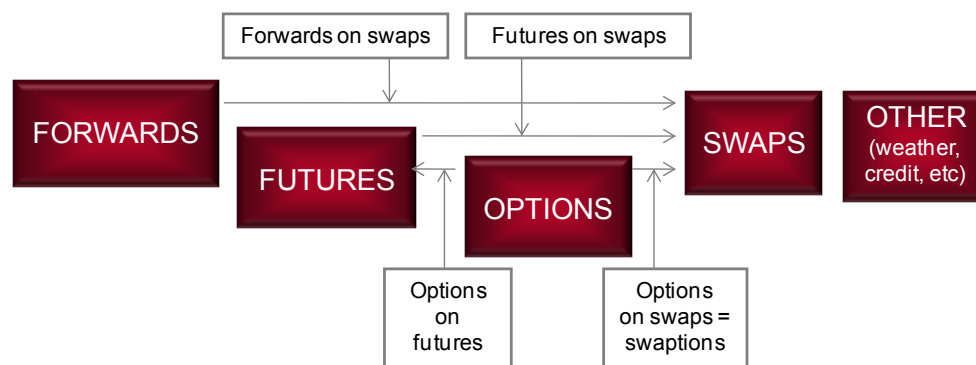 Forwards on swaps
Futures on swaps
FORWARDS
FUTURES
OPTIONS
SWAPS
OTHER
(weather,
credit, etc)
Options
on
futures
Options
on swaps =
swaptions